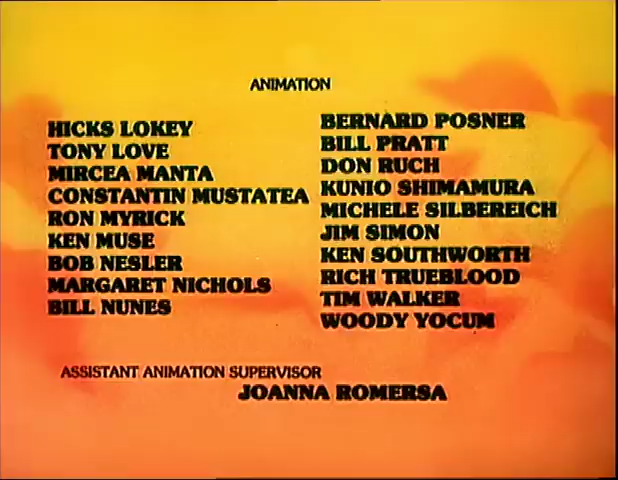 ANIMATION
HICKS LOKEY
TONY LOVE
MIRCEA MANTA
CONSTANTIN MUSTATEA
RON MYRICK
KEN MUSE
BOB NESLER
MARGARET NICHOLS
BILL NUNES
BERNARD POSNER
BILL PRATT
DON RUCH
KUNIO SHIMAMURA
MICHELE SILBEREICH
JIM SIMON
KEN SOUTHWORTH
RICH TRUEBLOOD
TIM WALKER
WOODY YOCUM
ASSISTANT ANIMATION SUPERVISOR
JOANNA ROMERSA